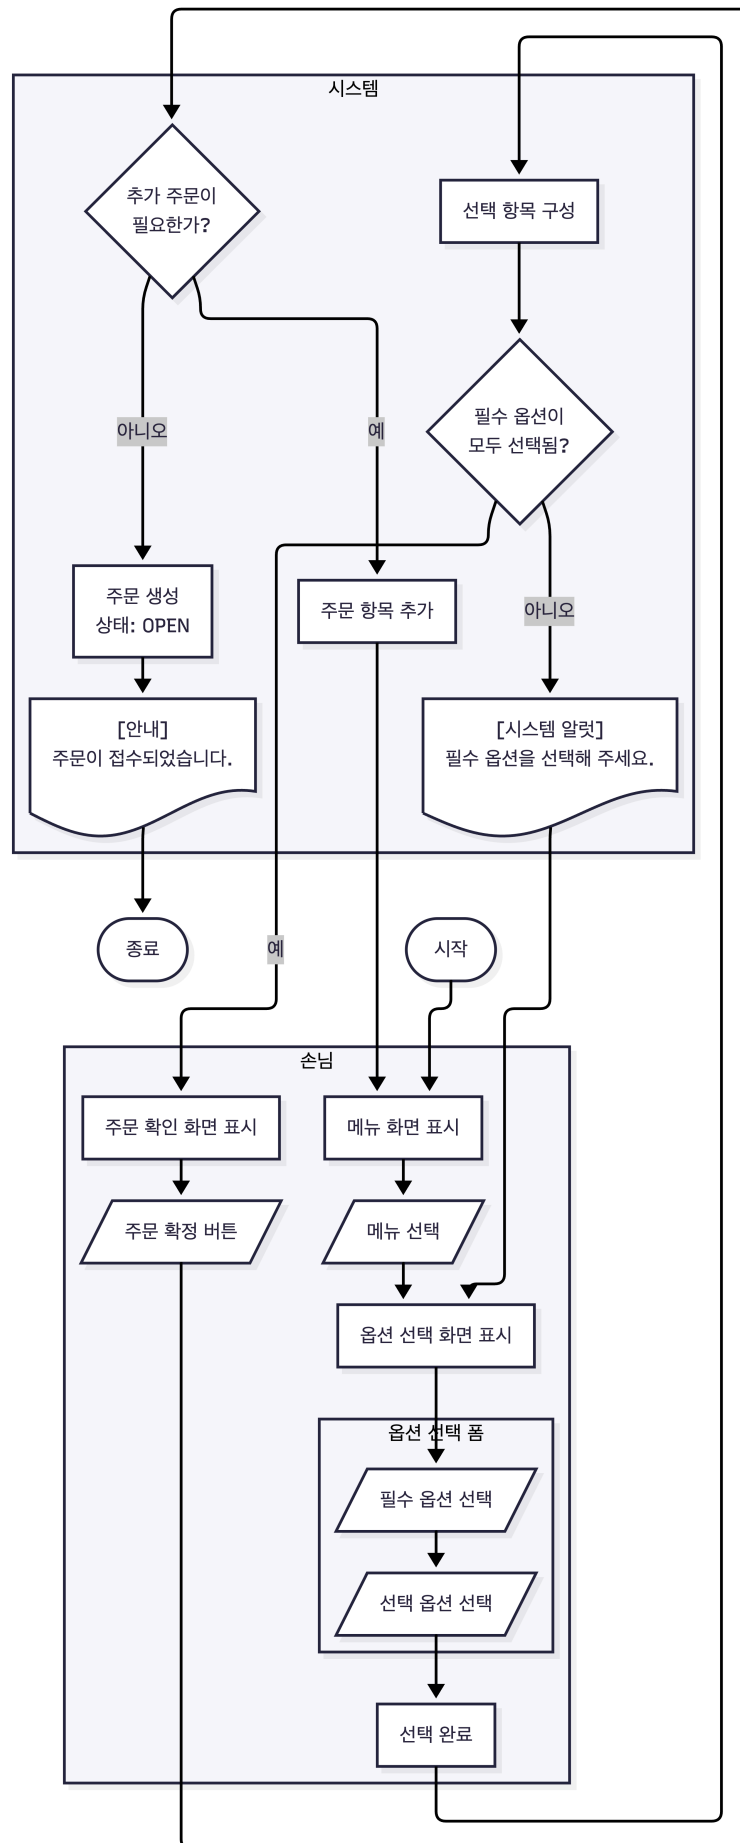 시스템
추가 주문이
필요한가?
선택 항목 구성
필수 옵션이
모두 선택됨?
아니오
예
주문 생성
상태: OPEN
주문 항목 추가
아니오
[안내]
주문이 접수되었습니다.
[시스템 알럿]
필수 옵션을 선택해 주세요.
종료
예
시작
손님
주문 확인 화면 표시
메뉴 화면 표시
주문 확정 버튼
메뉴 선택
옵션 선택 화면 표시
옵션 선택 폼
필수 옵션 선택
선택 옵션 선택
선택 완료